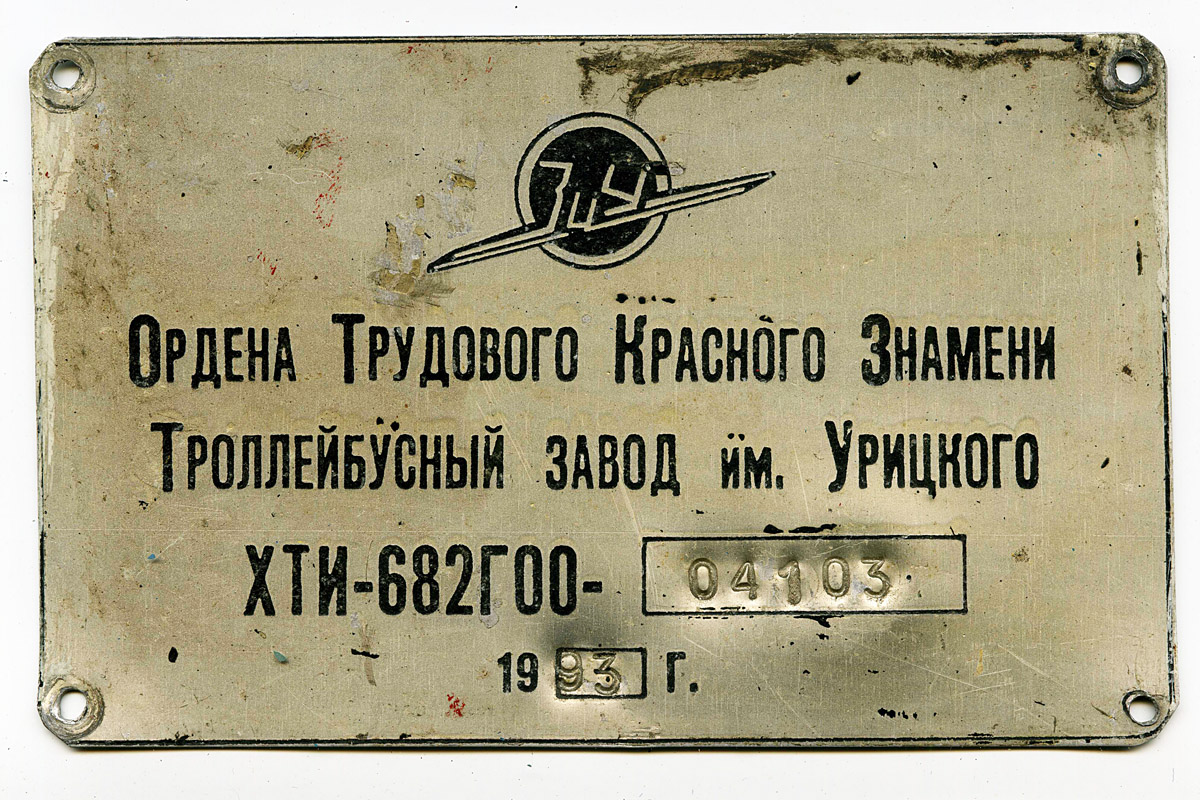 ЗиУ
Ордена Трудового Красного Знамени
Троллейбусный завод им. Урицкого
ХТИ-682Г00- 04103
1993 г.